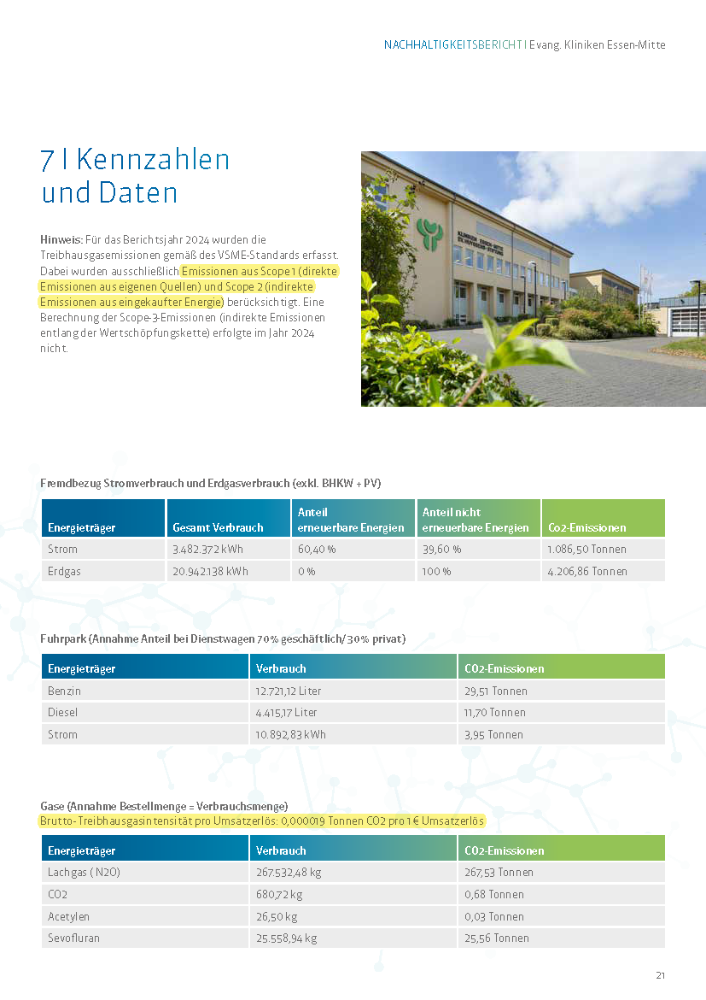 NACHHALTIGKEITSBERICHT | Evang. Kliniken Essen-Mitte
7 | Kennzahlen
und Daten
Hinweis: Für das Berichtsjahr 2024 wurden die
Treibhausgasemissionen gemäß des VSME-Standards erfasst.
Dabei wurden ausschließlich Emissionen aus Scope 1 (direkte
Emissionen aus eigenen Quellen) und Scope 2 (indirekte
Emissionen aus eingekaufter Energie) berücksichtigt. Eine
Berechnung der Scope-3-Emissionen (indirekte Emissionen
entlang der Wertschöpfungskette) erfolgte im Jahr 2024
nicht.
KLINIKEN ESSEN-MITTE
EV. HUYSSENS-STIFTUNG
Fremdbezug Stromverbrauch und Erdgasverbrauch (exkl. BHKW + PV)
Energieträger Gesamt Verbrauch Anteil erneuerbare Energien Anteil nicht erneuerbare Energien Co2-Emissionen
Strom 3.482.372 kWh 60,40 % 39,60 % 1.086,50 Tonnen
Erdgas 20.942.138 kWh 0 % 100 % 4.206,86 Tonnen
Fuhrpark (Annahme Anteil bei Dienstwagen 70% geschäftlich/ 30% privat)
Energieträger Verbrauch CO2-Emissionen
Benzin 12.721,12 Liter 29,51 Tonnen
Diesel 4.415,17 Liter 11,70 Tonnen
Strom 10.892,83 kWh 3,95 Tonnen
Gase (Annahme Bestellmenge = Verbrauchsmenge)
Brutto-Treibhausgasintensität pro Umsatzerlös: 0,000019 Tonnen CO2 pro 1 € Umsatzerlös
Energieträger Verbrauch CO2-Emissionen
Lachgas ( N2O) 267.532,48 kg 267,53 Tonnen
CO2 680,72 kg 0,68 Tonnen
Acetylen 26,50 kg 0,03 Tonnen
Sevofluran 25.558,94 kg 25,56 Tonnen
21